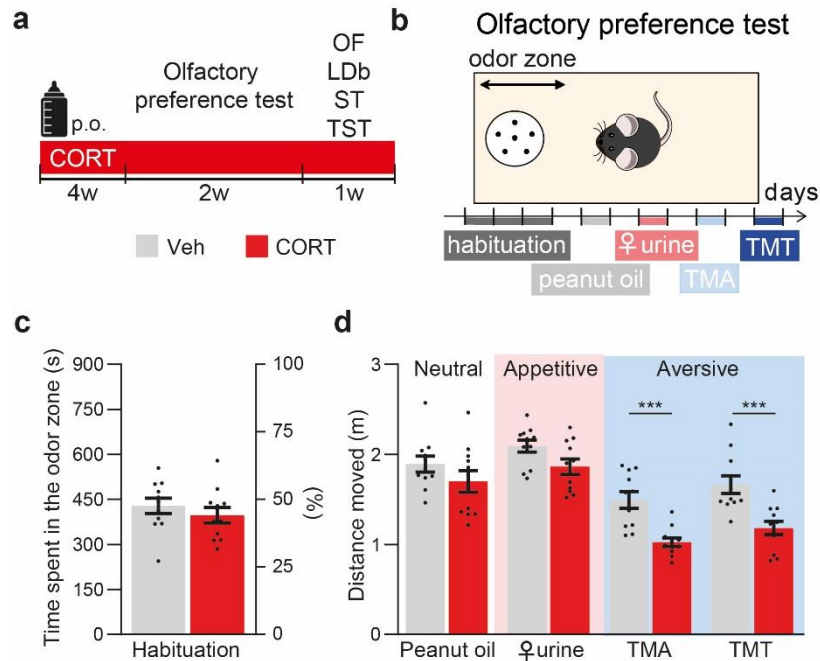 a
OF
LDb
ST
TST
Olfactory
preference test
p.o.
CORT
4w 2w 1w
Veh CORT
b
Olfactory preference test
odor zone
days
habituation ♀urine TMT
peanut oil TMA
c
Time spent in the odor zone (s)
900
750
600
450
300
150
0
100
75
50
25
0
(%)
Habituation
d
Distance moved (m)
3
2
1
0
Neutral Appetitive Aversive
*** ***
Peanut oil ♀urine TMA TMT